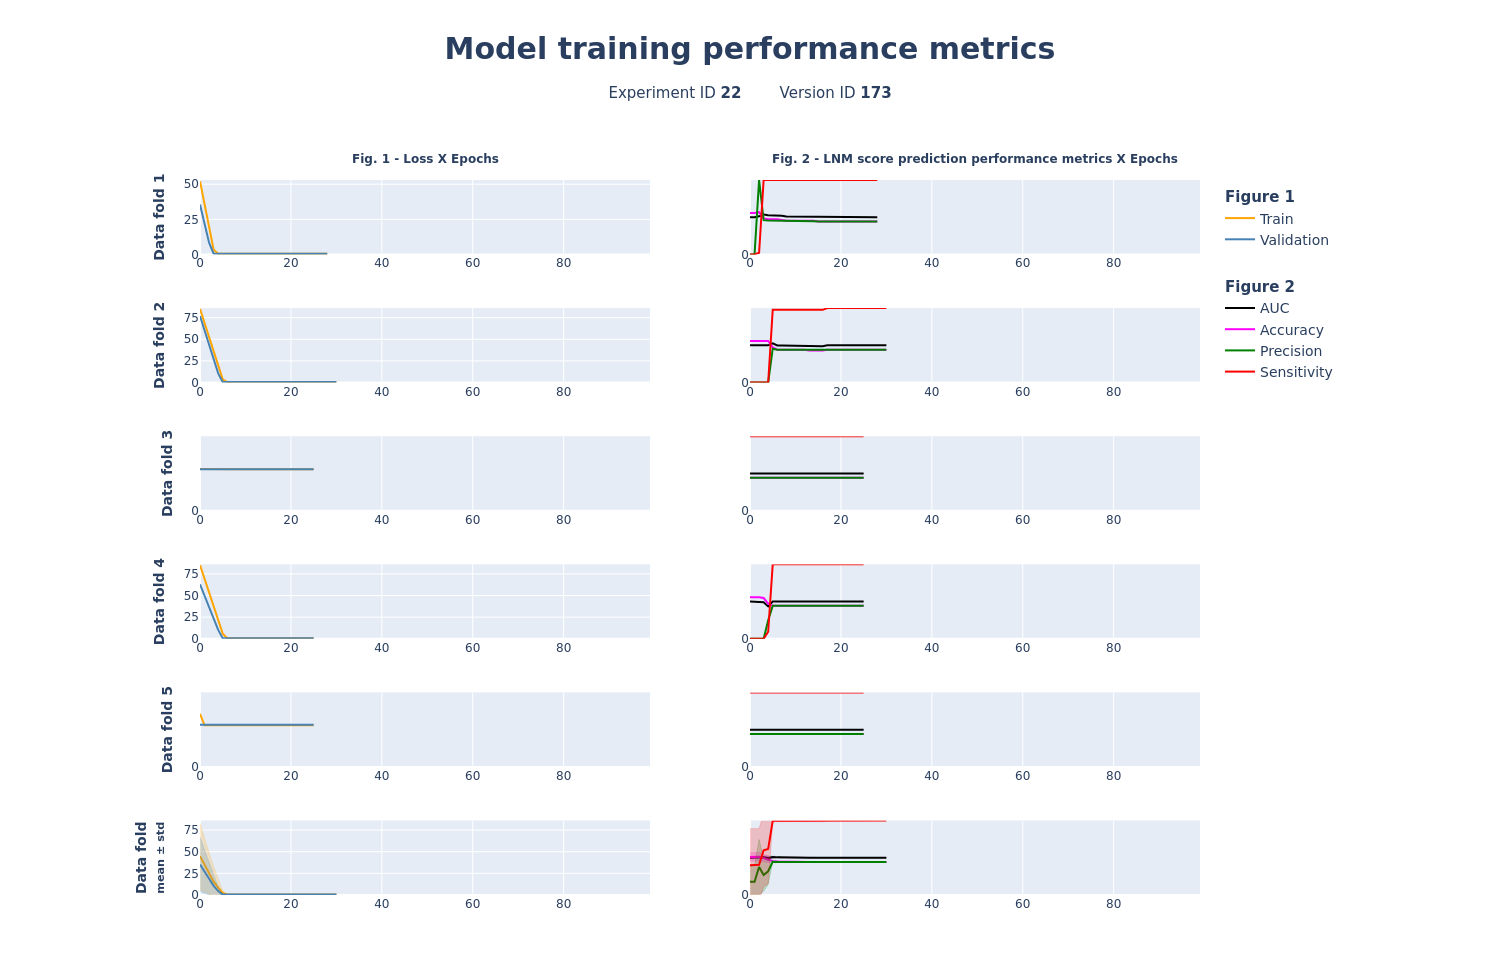 Model training performance metrics
Experiment ID 22 Version ID 173
Fig. 1 - Loss X Epochs
Fig. 2 - LNM score prediction performance metrics X Epochs
Data fold 1
50
25
0
0 20 40 60 80
0
0 20 40 60 80
Figure 1
Train
Validation
Figure 2
AUC
Accuracy
Precision
Sensitivity
Data fold 2
75
50
25
0
0 20 40 60 80
0
0 20 40 60 80
Data fold 3
0
0 20 40 60 80
0
0 20 40 60 80
Data fold 4
75
50
25
0
0 20 40 60 80
0
0 20 40 60 80
Data fold 5
0
0 20 40 60 80
0
0 20 40 60 80
Data fold
mean ± std
75
50
25
0
0 20 40 60 80
0
0 20 40 60 80